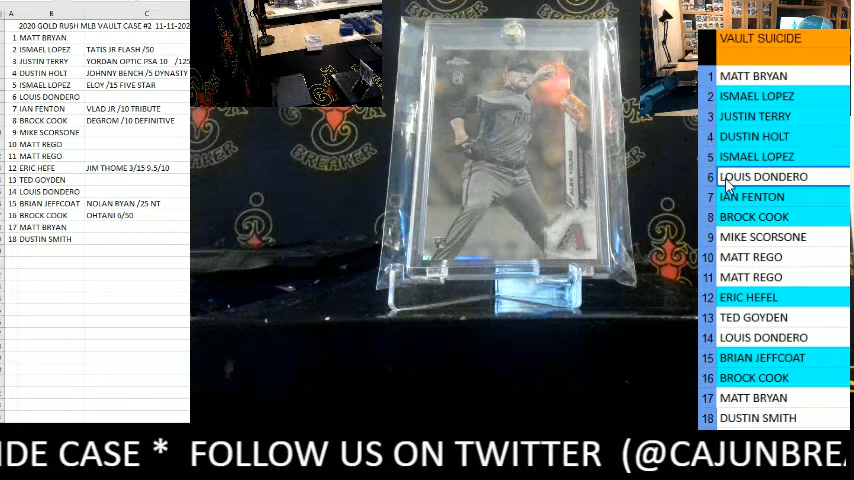 A B C
2020 GOLD RUSH MLB VAULT CASE #2 11-11-202
1 MATT BRYAN
2 ISMAEL LOPEZ TATIS JR FLASH /50
3 JUSTIN TERRY YORDAN OPTIC PSA 10 /125
4 DUSTIN HOLT JOHNNY BENCH /5 DYNASTY
5 ISMAEL LOPEZ ELOY /15 FIVE STAR
6 LOUIS DONDERO
7 IAN FENTON VLAD JR /10 TRIBUTE
8 BROCK COOK DEGROM /10 DEFINITIVE
9 MIKE SCORSONE
10 MATT REGO
11 MATT REGO
12 ERIC HEFE JIM THOME 3/15 9.5/10
13 TED GOYDEN
14 LOUIS DONDERO
15 BRIAN JEFFCOAT NOLAN RYAN /25 NT
16 BROCK COOK OHTANI 6/50
17 MATT BRYAN
18 DUSTIN SMITH
BREAKER
VAULT SUICIDE
1 MATT BRYAN
2 ISMAEL LOPEZ
3 JUSTIN TERRY
4 DUSTIN HOLT
5 ISMAEL LOPEZ
6 LOUIS DONDERO
7 IAN FENTON
8 BROCK COOK
9 MIKE SCORSONE
10 MATT REGO
11 MATT REGO
12 ERIC HEFEL
13 TED GOYDEN
14 LOUIS DONDERO
15 BRIAN JEFFCOAT
16 BROCK COOK
17 MATT BRYAN
18 DUSTIN SMITH
IDE CASE * FOLLOW US ON TWITTER (@CAJUNBREA